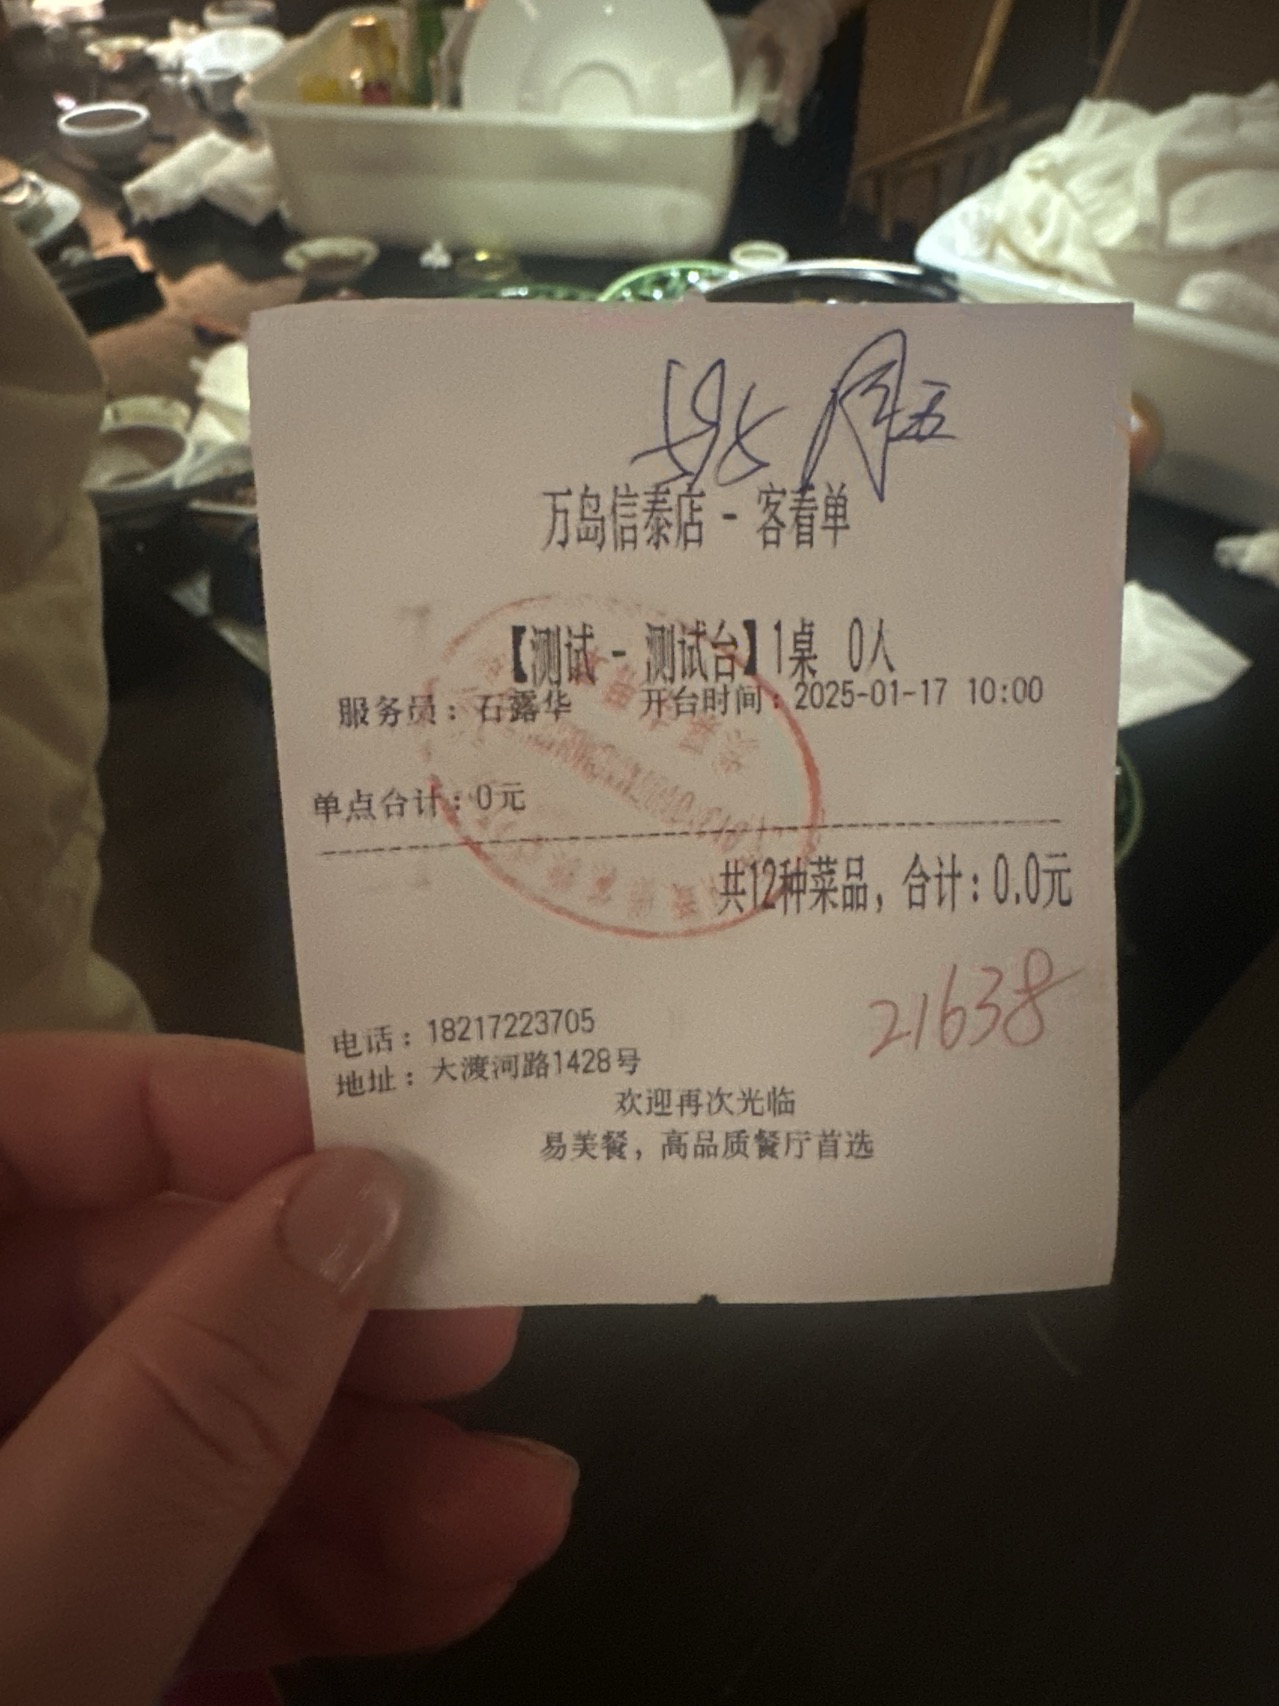 万岛信泰店 - 客看单
【测试 - 测试台】1桌 0人
服务员：石露华 开台时间：2025-01-17 10:00
单点合计：0元
共12种菜品，合计：0.0元
21638
电话：18217223705
地址：大渡河路1428号
欢迎再次光临
易美餐，高品质餐厅首选